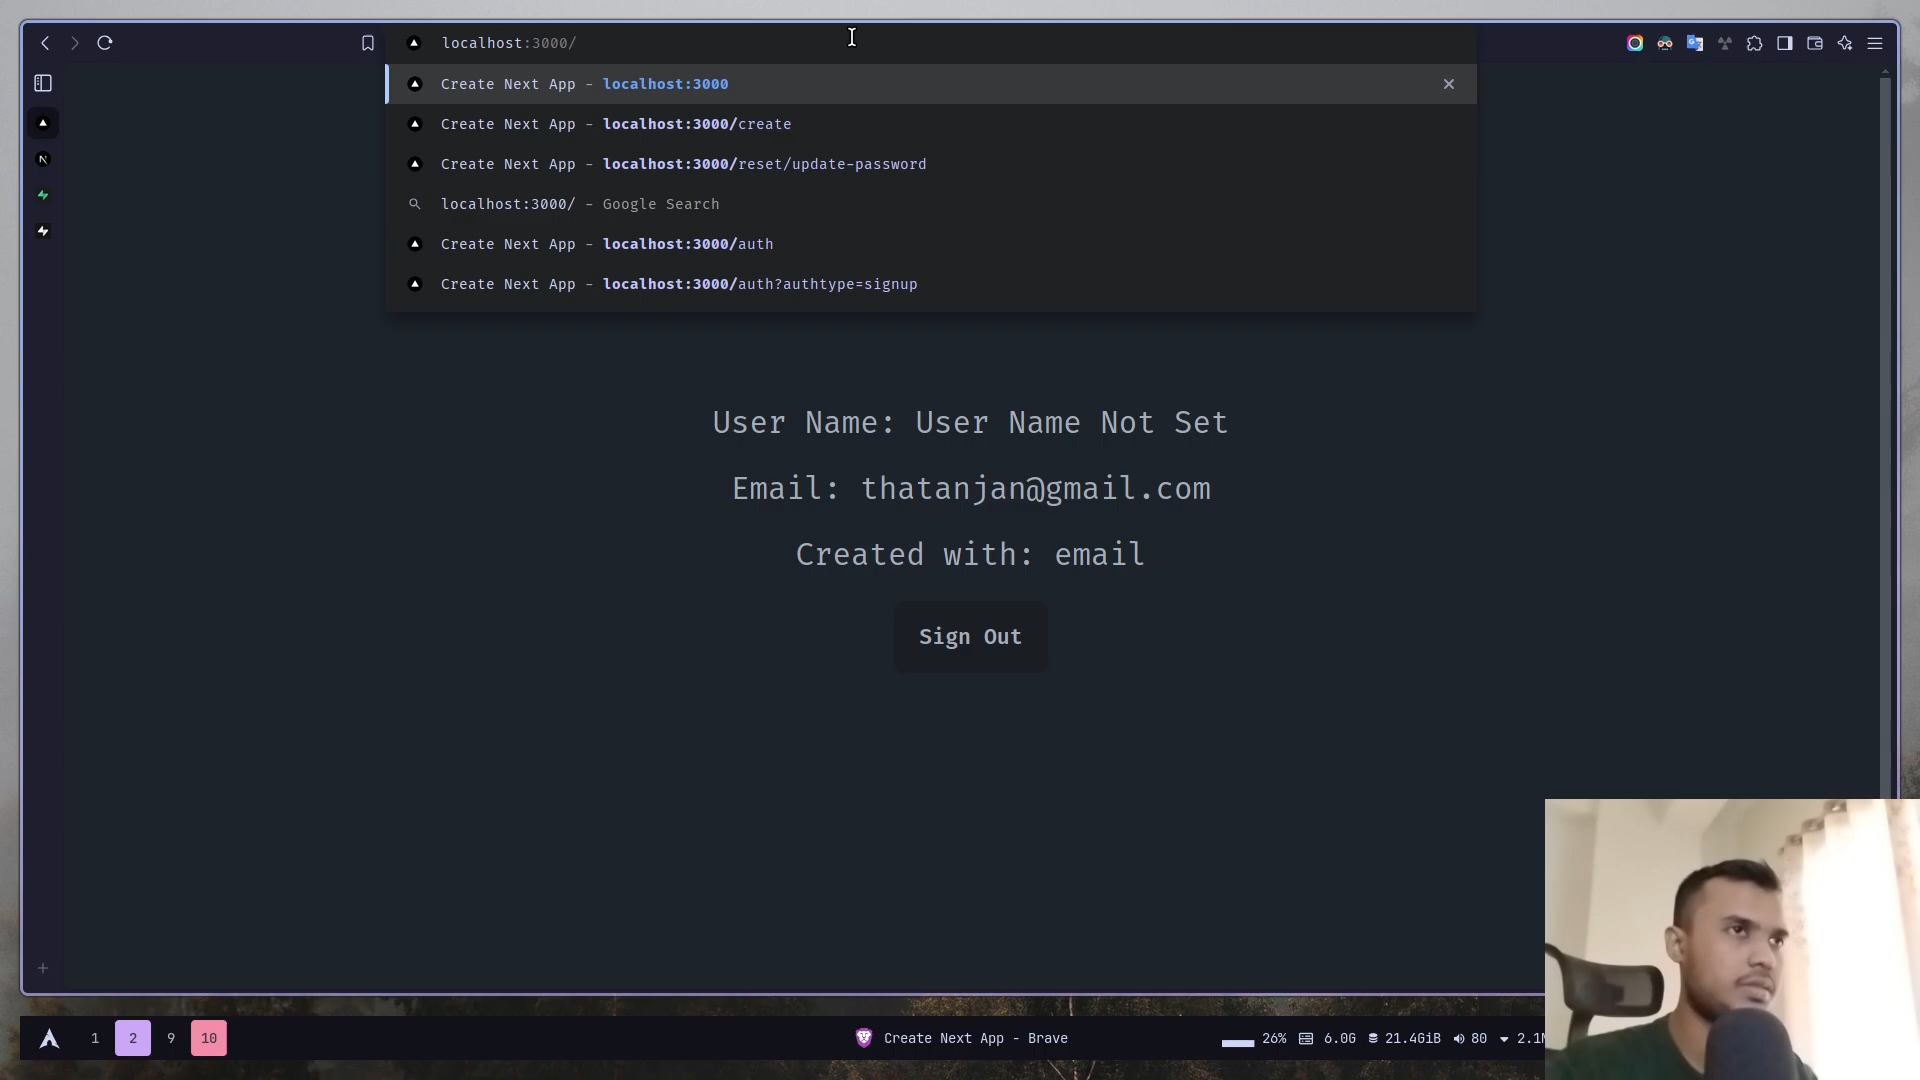 localhost:3000/
Create Next App - localhost:3000
Create Next App - localhost:3000/create
Create Next App - localhost:3000/reset/update-password
localhost:3000/ - Google Search
Create Next App - localhost:3000/auth
Create Next App - localhost:3000/auth?authtype=signup
User Name: User Name Not Set
Email: thatanjan@gmail.com
Created with: email
Sign Out
1 2 9 10 Create Next App - Brave 26% 6.0G 21.4GiB 80